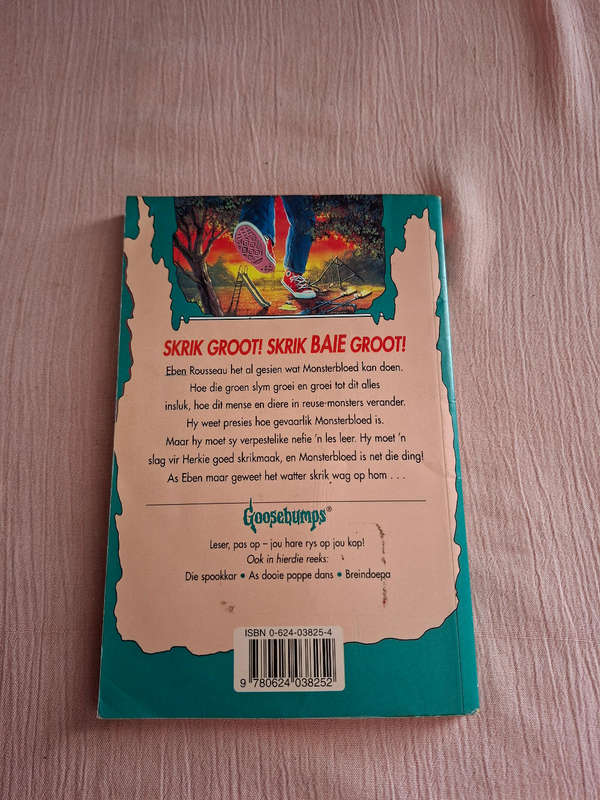 SKRIK GROOT! SKRIK BAIE GROOT!
Eben Rousseau het al gesien wat Monsterbloed kan doen.
Hoe die groen slym groei en groei tot dit alles
insluk, hoe dit mense en diere in reuse-monsters verander.
Hy weet presies hoe gevaarlik Monsterbloed is.
Maar hy moet sy verpestelike nefie 'n les leer. Hy moet 'n
slag vir Herkie goed skrikmaak, en Monsterbloed is net die ding!
As Eben maar geweet het watter skrik wag op hom . . .
Goosebumps®
Leser, pas op – jou hare rys op jou kop!
Ook in hierdie reeks:
Die spookkar • As dooie poppe dans • Breindoepa
ISBN 0-624-03825-4
9 780624 038252